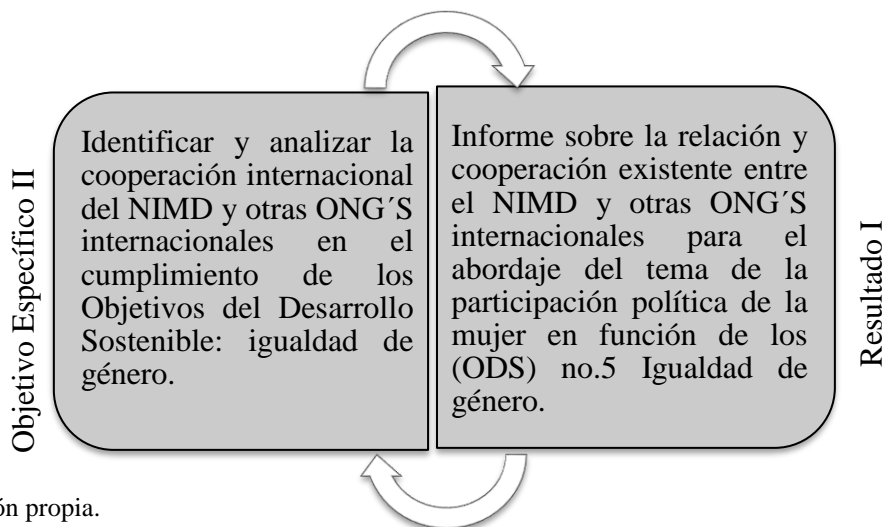 Objetivo Específico II
Identificar y analizar la
cooperación internacional
del NIMD y otras ONG´S
internacionales en el
cumplimiento de los
Objetivos del Desarrollo
Sostenible: igualdad de
género.
Informe sobre la relación y
cooperación existente entre
el NIMD y otras ONG´S
internacionales para el
abordaje del tema de la
participación política de la
mujer en función de los
(ODS) no.5 Igualdad de
género.
Resultado I
ón propia.